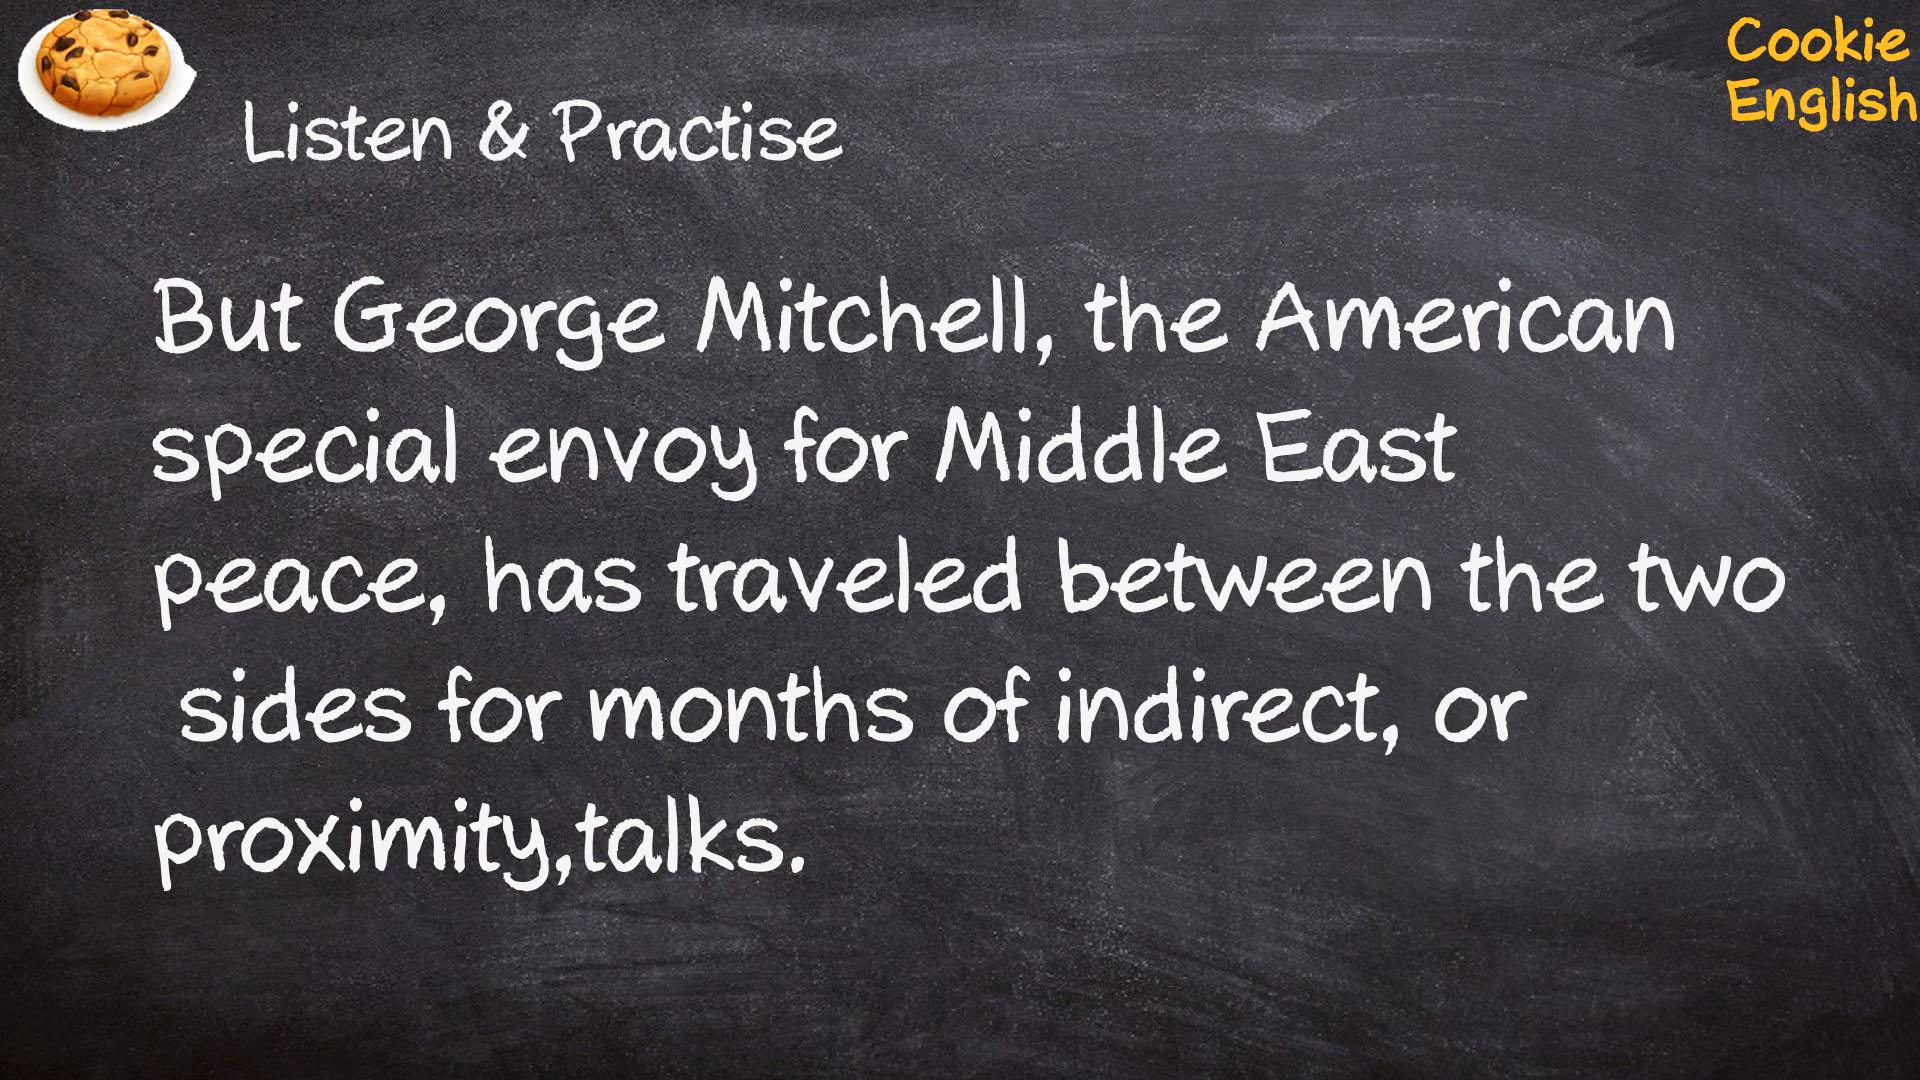 Cookie
English
Listen & Practise
But George Mitchell, the American
special envoy for Middle East
peace, has traveled between the two
sides for months of indirect, or
proximity,talks.